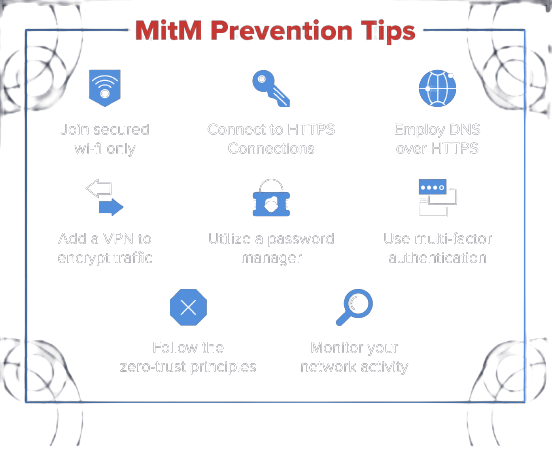 MitM Prevention Tips
Join secured
wi-fi only
Connect to HTTPS
Connections
Employ DNS
over HTTPS
Add a VPN to
encrypt traffic
Utilize a password
manager
Use multi-factor
authentication
Follow the
zero-trust principles
Monitor your
network activity